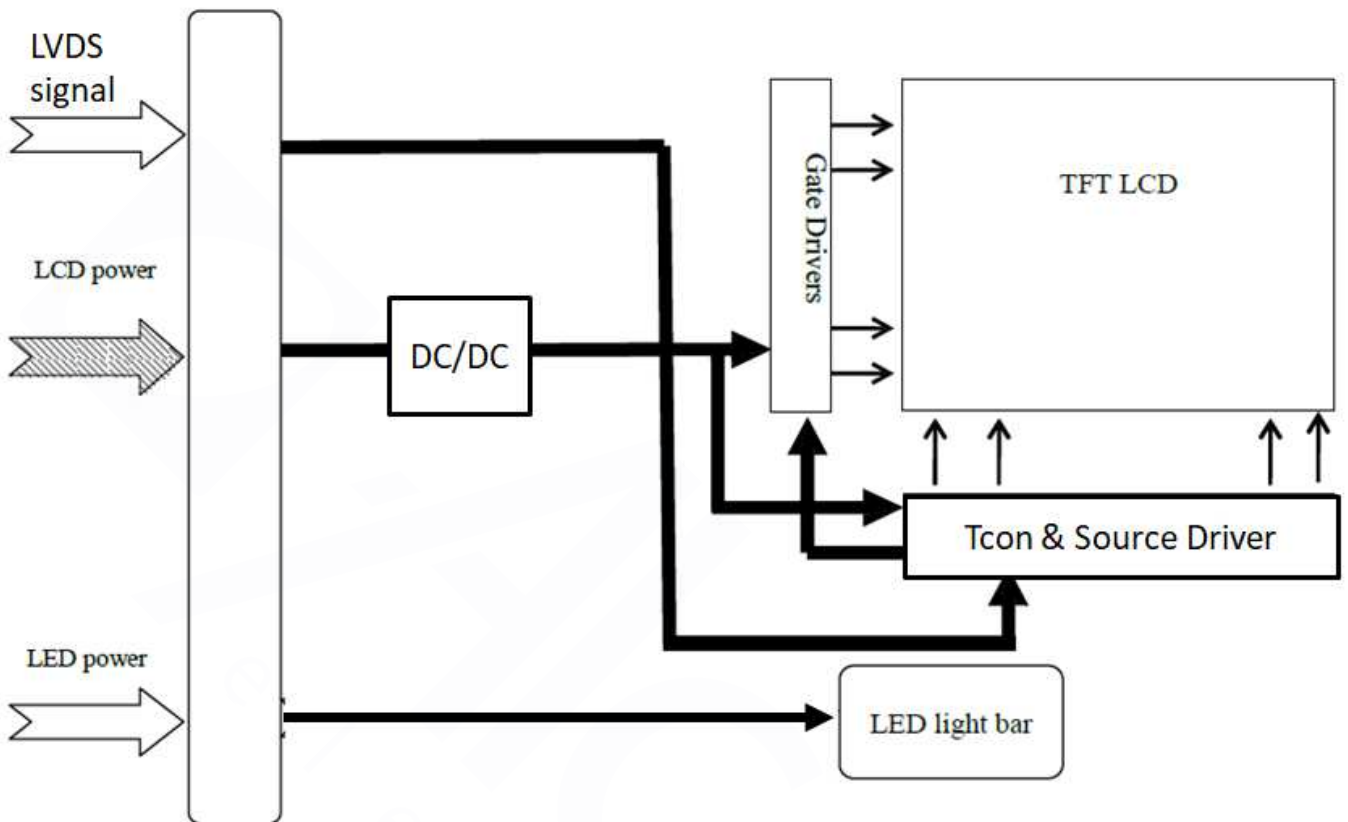 LVDS
signal
LCD power
LED power
DC/DC
Gate Drivers
TFT LCD
Tcon & Source Driver
LED light bar